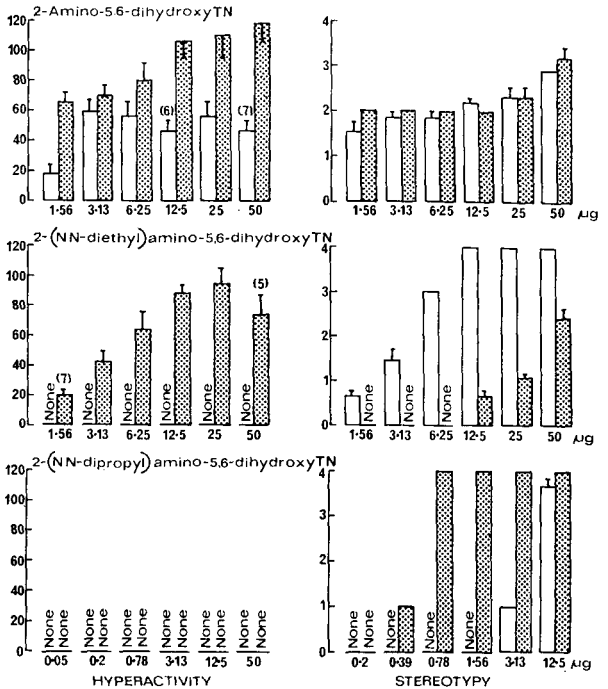 2-Amino-5.6-dihydroxyTN
120
100
80
60
40
20
0
(6)
(7)
1·56 3·13 6·25 12·5 25 50
4
3
2
1
0
1·56 3·13 6·25 12·5 25 50 µg
2-(NN-diethyl)amino-5,6-dihydroxyTN
120
100
80
60
40
20
0
None (7) None None None None None (5)
1·56 3·13 6·25 12·5 25 50
4
3
2
1
0
None None None
1·56 3·13 6·25 12·5 25 50 µg
2-(NN-dipropyl)amino-5.6-dihydroxyTN
120
100
80
60
40
20
0
None None None None None None None None None None None None
0·05 0·2 0·78 3·13 12·5 50
HYPERACTIVITY
4
3
2
1
0
None None None None None
0·2 0·39 0·78 1·56 3·13 12·5 µg
STEREOTYPY